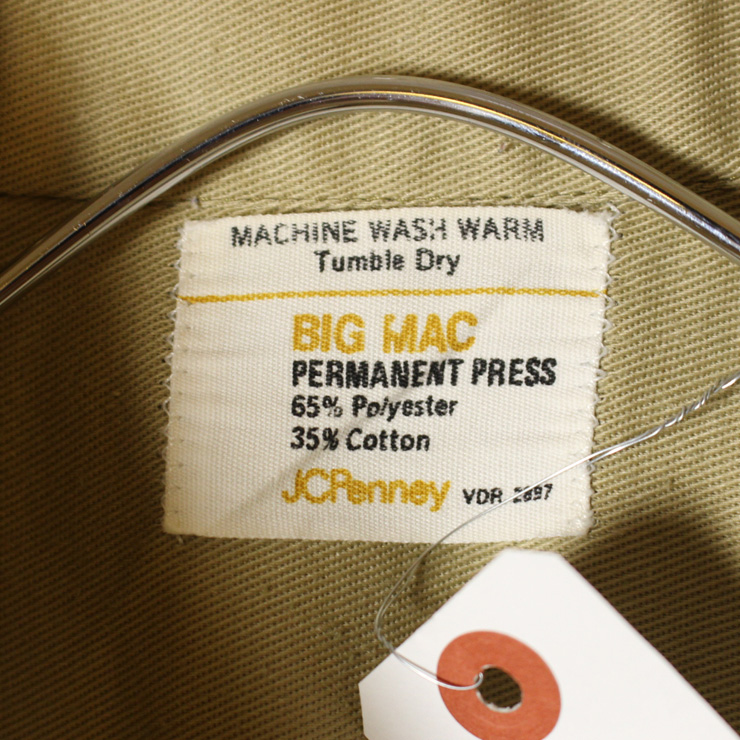 MACHINE WASH WARM
Tumble Dry
BIG MAC
PERMANENT PRESS
65% Polyester
35% Cotton
JCPenney VDR 2897